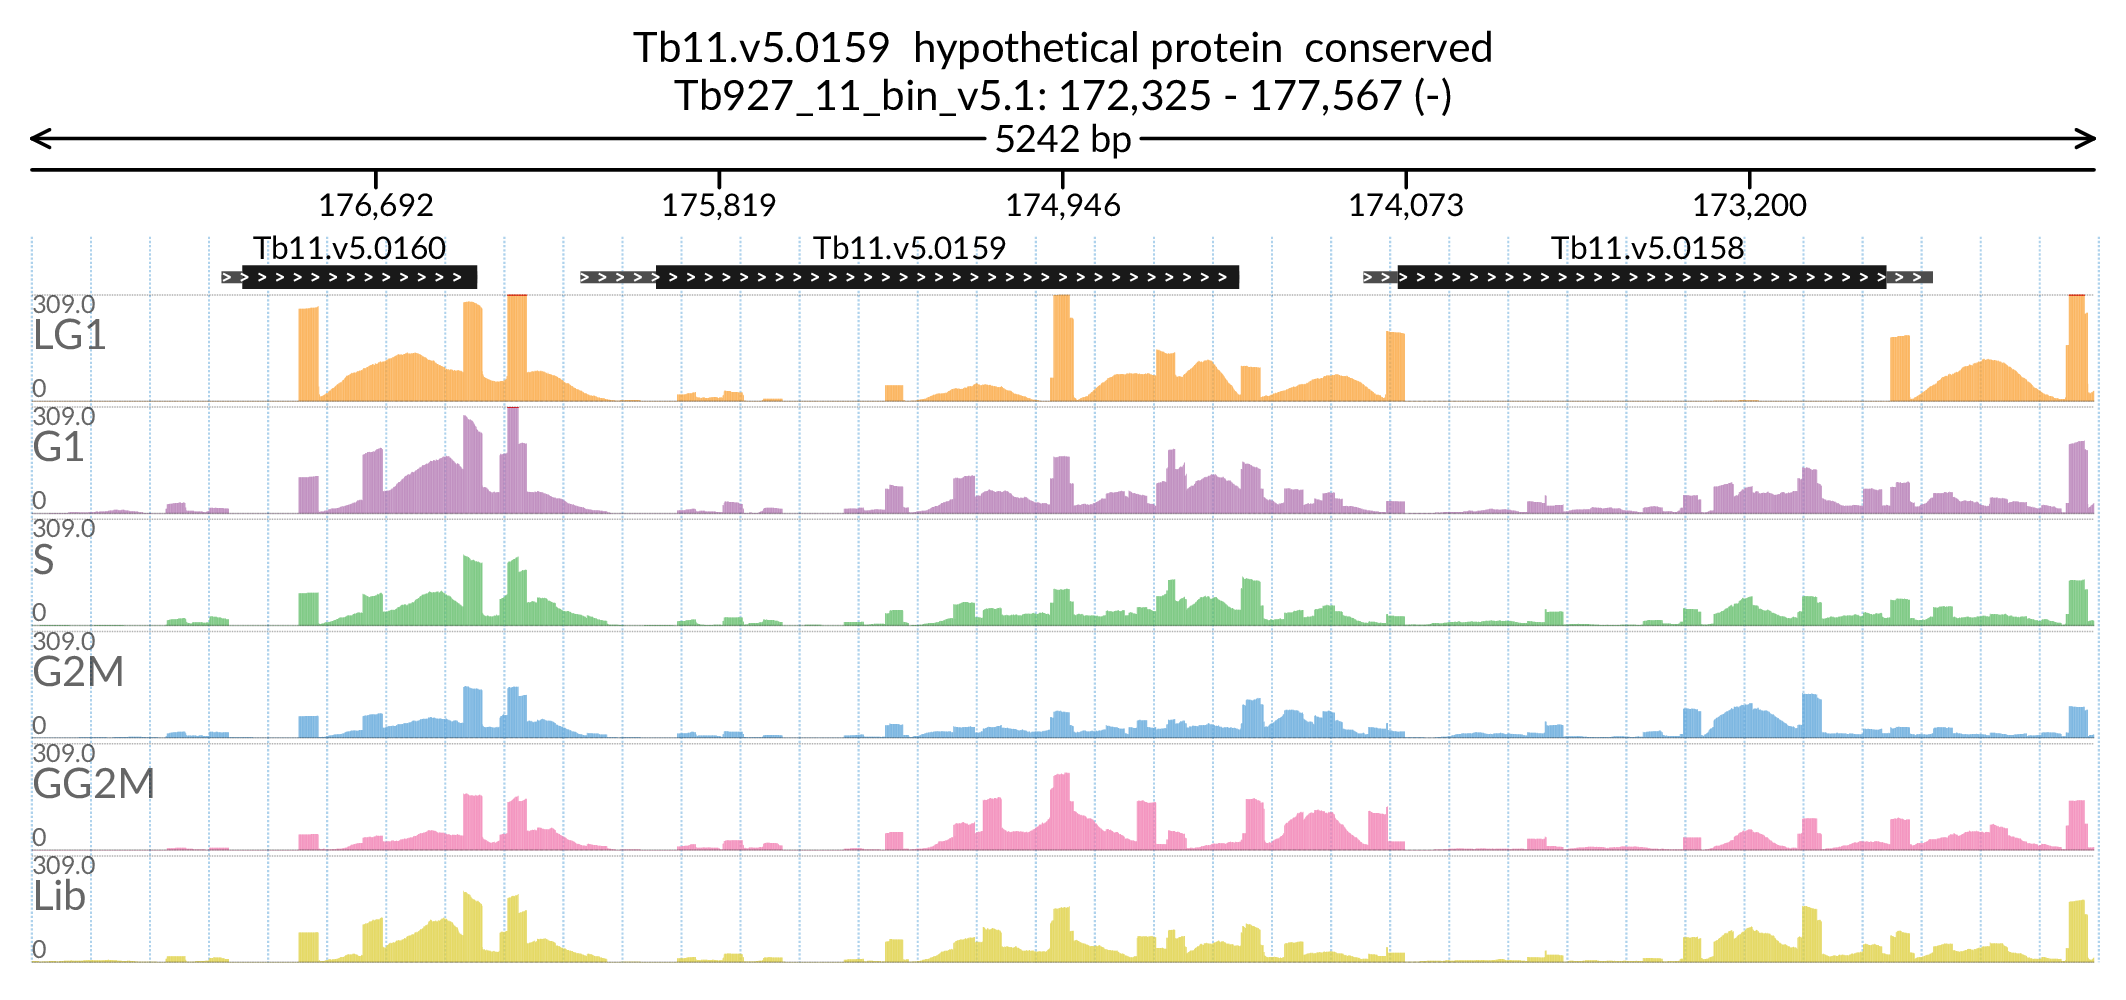 Tb11.v5.0159 hypothetical protein conserved
Tb927_11_bin_v5.1: 172,325 - 177,567 (-)
5242 bp
176,692 175,819 174,946 174,073 173,200
Tb11.v5.0160 Tb11.v5.0159 Tb11.v5.0158
309.0
LG1
0
309.0
G1
0
309.0
S
0
309.0
G2M
0
309.0
GG2M
0
309.0
Lib
0